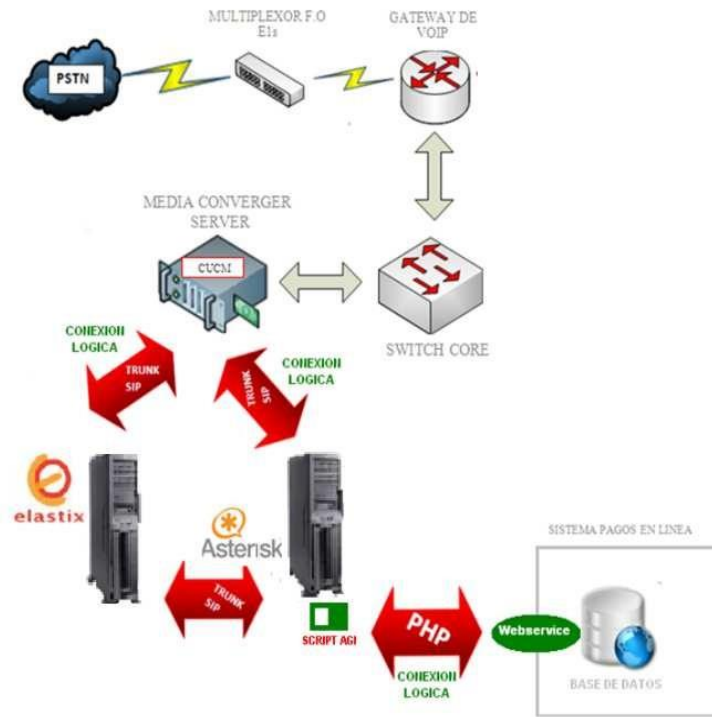 MULTIPLEXOR F.O
E1s
GATEWAY DE
VOIP
PSTN
MEDIA CONVERGER
SERVER
CUCM
SWITCH CORE
CONEXION
LOGICA
TRUNK
SIP
CONEXION
LOGICA
TRUNK
SIP
elastix
Asterisk
TRUNK
SIP
SCRIPT AGI
PHP
CONEXION
LOGICA
SISTEMA PAGOS EN LINEA
Webservice
BASE DE DATOS